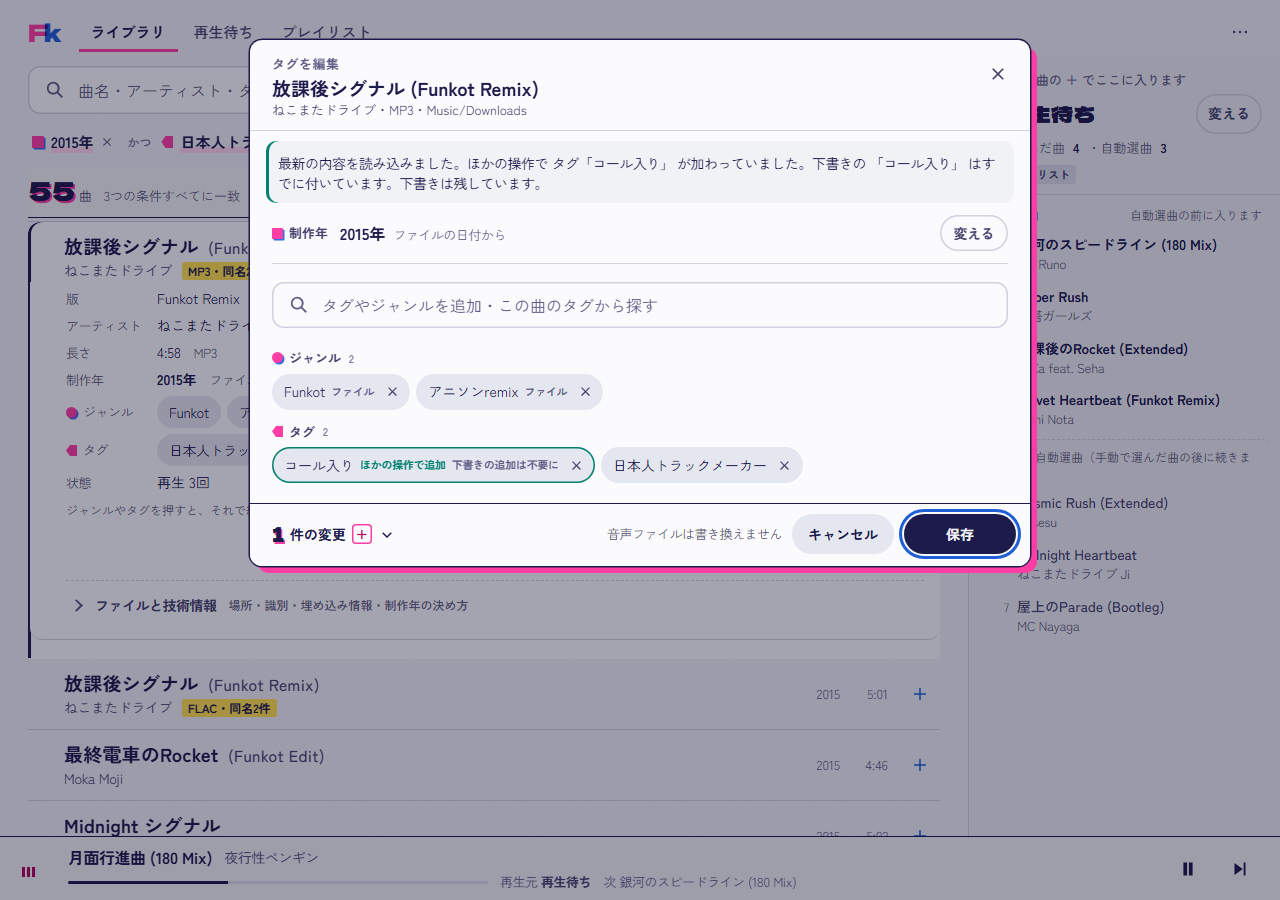 Fk ライブラリ 再生待ち プレイリスト …
曲名・アーティスト・タ
2015年 × かつ 日本人トラ
55 曲 3つの条件すべてに一致
放課後シグナル (Funk
ねこまたドライブ MP3・同名2
版 Funkot Remix
アーティスト ねこまたドライ
長さ 4:58 MP3
制作年 2015年 ファイ
ジャンル Funkot
タグ 日本人トラッ
状態 再生 3回
ジャンルやタグを押すと、それで
ファイルと技術情報 場所・識別・埋め込み情報・制作年の決め方
放課後シグナル (Funkot Remix)
ねこまたドライブ FLAC・同名2件
2015 5:01
最終電車のRocket (Funkot Edit)
Moka Moji
2015 4:46
Midnight シグナル
タグを編集
放課後シグナル (Funkot Remix)
ねこまたドライブ・MP3・Music/Downloads
最新の内容を読み込みました。ほかの操作で タグ「コール入り」 が加わっていました。下書きの 「コール入り」 はす
でに付いています。下書きは残しています。
制作年 2015年 ファイルの日付から 変える
タグやジャンルを追加・この曲のタグから探す
ジャンル 2
Funkot ファイル × アニソンremix ファイル ×
タグ 2
コール入り ほかの操作で追加 下書きの追加は不要に × 日本人トラックメーカー ×
1 件の変更 + 音声ファイルは書き換えません キャンセル 保存
曲の + でここに入ります
生待ち 変える
だ曲 4 ・自動選曲 3
リスト
自動選曲の前に入ります
河のスピードライン (180 Mix)
Runo
per Rush
塔ガールズ
課後のRocket (Extended)
a feat. Seha
vet Heartbeat (Funkot Remix)
ni Nota
自動選曲（手動で選んだ曲の後に続きま
smic Rush (Extended)
esu
night Heartbeat
ねこまたドライブ Ji
7 屋上のParade (Bootleg)
MC Nayaga
月面行進曲 (180 Mix) 夜行性ペンギン
再生元 再生待ち 次 銀河のスピードライン (180 Mix)